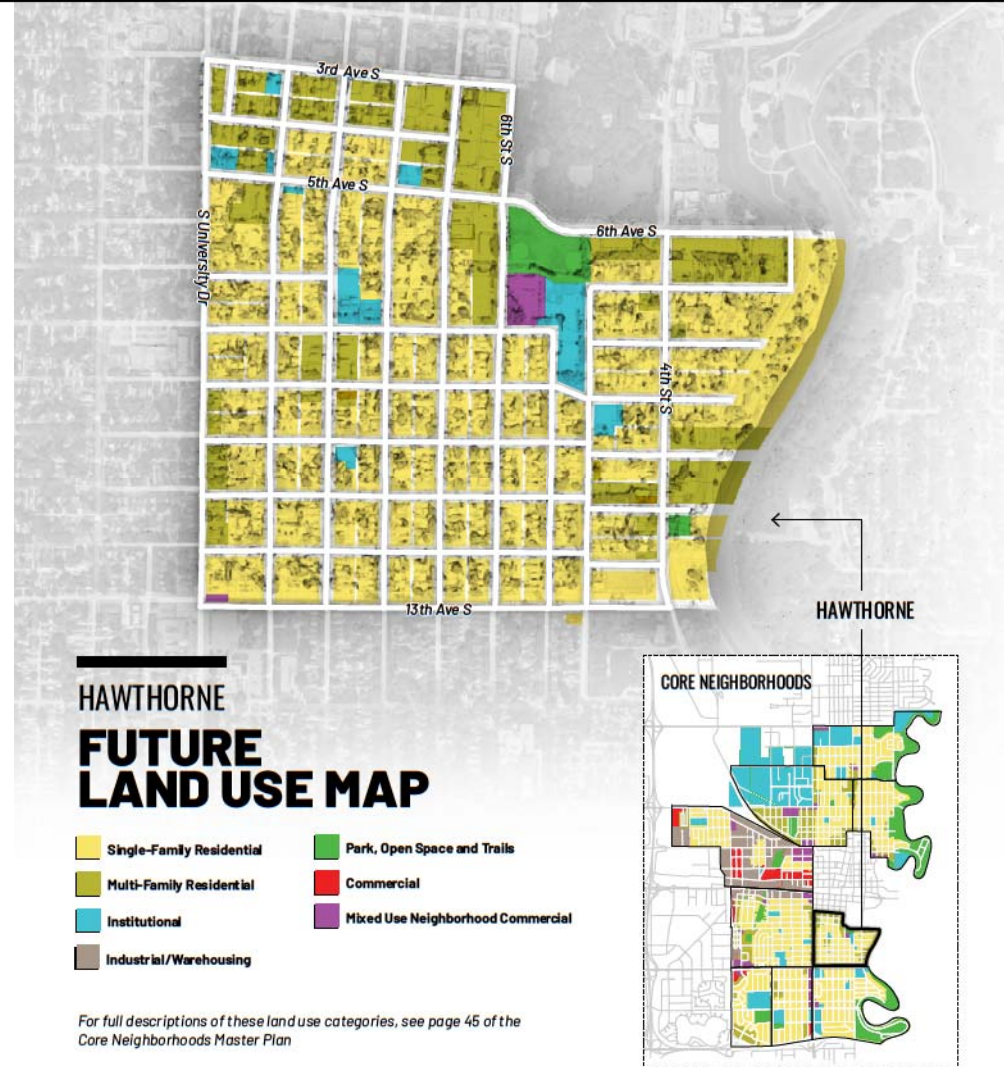 3rd Ave S
6th St S
5th Ave S
6th Ave S
S University Dr
4th St S
13th Ave S
HAWTHORNE
HAWTHORNE
FUTURE
LAND USE MAP
Single-Family Residential
Multi-Family Residential
Institutional
Industrial/Warehousing
Park, Open Space and Trails
Commercial
Mixed Use Neighborhood Commercial
For full descriptions of these land use categories, see page 45 of the
Core Neighborhoods Master Plan
CORE NEIGHBORHOODS